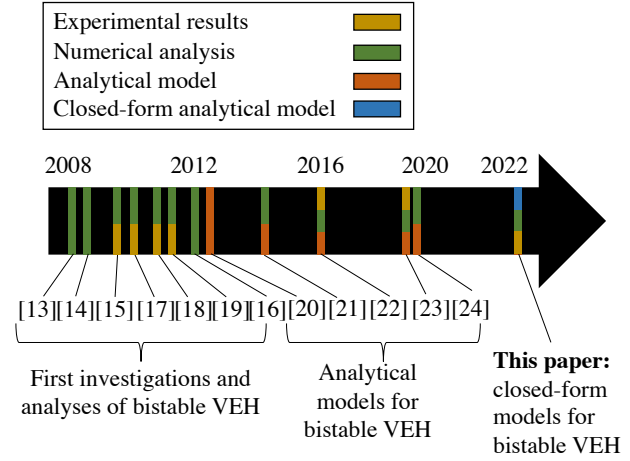 Experimental results
Numerical analysis
Analytical model
Closed-form analytical model
2008 2012 2016 2020 2022
[13][14][15][17][18][19][16][20][21][22][23][24]
First investigations and
analyses of bistable VEH
Analytical
models for
bistable VEH
This paper:
closed-form
models for
bistable VEH